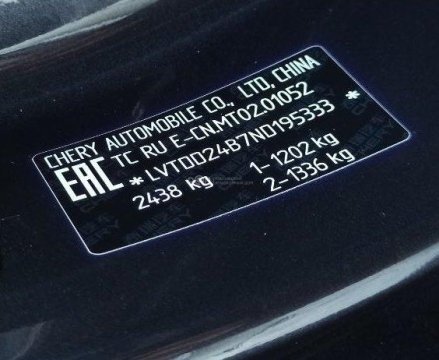 CHERY AUTOMOBILE CO., LTD, CHINA
TC RU E-CN.MT02.01052
EAC *LVTDD24B7ND195333 *
2438 kg 1-1202 kg
2-1336 kg